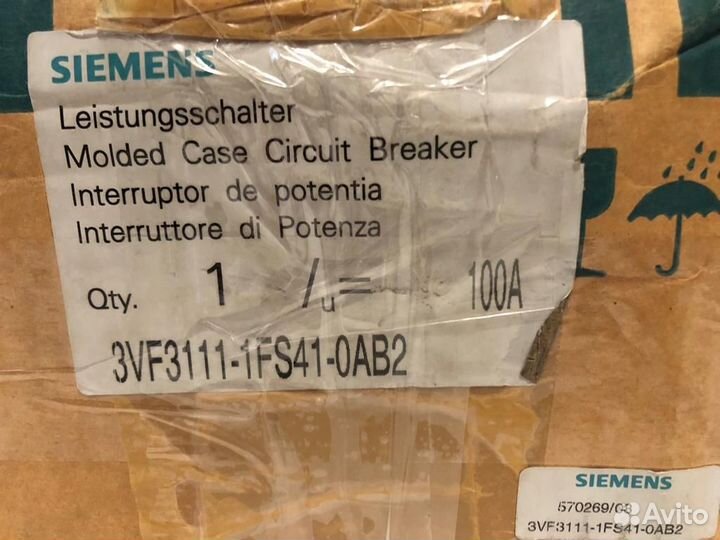 SIEMENS
Leistungsschalter
Molded Case Circuit Breaker
Interruptor de potentia
Interruttore di Potenza
Qty. 1 Iu= 100A
3VF3111-1FS41-0AB2
SIEMENS
3VF3111-1FS41-0AB2
Avito